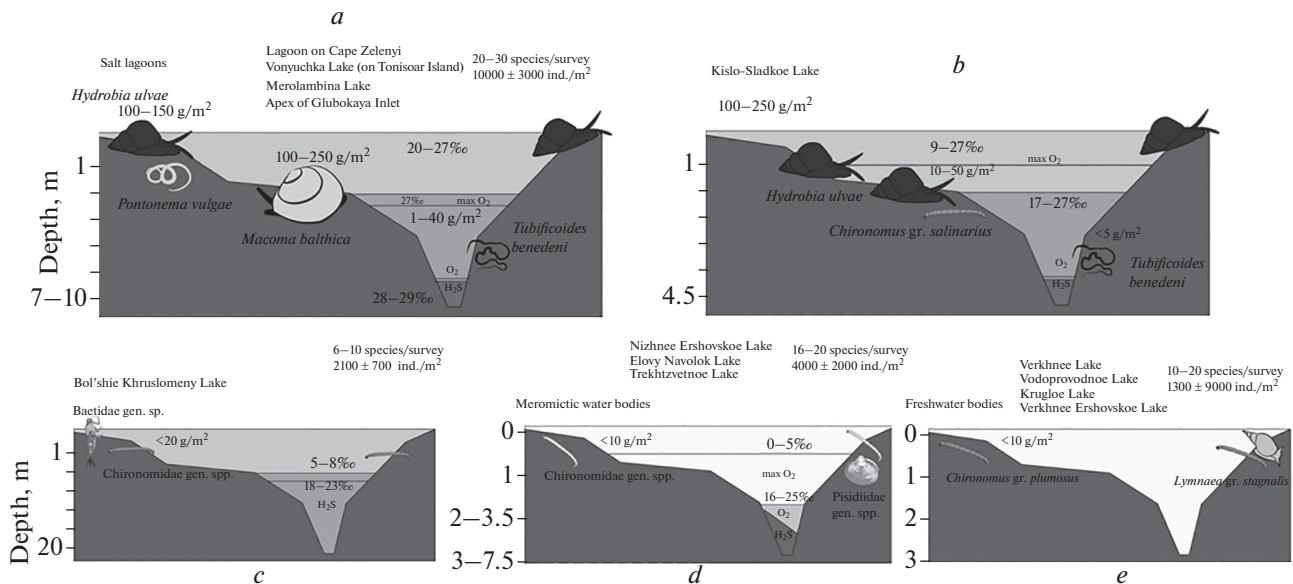 a
Salt lagoons
Lagoon on Cape Zelenyi
Vonyuchka Lake (on Tonisoar Island)
Merolambina Lake
Apex of Glubokaya Inlet
20–30 species/survey
10000 ± 3000 ind./m²
Hydrobia ulvae
100–150 g/m²
Depth, m
1
7–10
20–27‰
100–250 g/m²
Pontonema vulgae
27‰ max O₂
1–40 g/m²
Macoma balthica
Tubificoides
benedeni
O₂
H₂S
28–29‰
b
Kislo-Sladkoe Lake
100–250 g/m²
1
4.5
9–27‰
max O₂
10–50 g/m²
Hydrobia ulvae
17–27‰
Chironomus gr. salinarius
<5 g/m²
O₂
H₂S
Tubificoides
benedeni
6–10 species/survey
2100 ± 700 ind./m²
Bol'shie Khruslomeny Lake
Baetidae gen. sp.
Depth, m
1
20
<20 g/m²
Chironomidae gen. spp.
5–8‰
18–23‰
H₂S
c
Nizhnee Ershovskoe Lake
Elovy Navolok Lake
Trekhtzvetnoe Lake
16–20 species/survey
4000 ± 2000 ind./m²
Meromictic water bodies
0
1
2–3.5
3–7.5
<10 g/m²
0–5‰
Chironomidae gen. spp.
max O₂
16–25‰
O₂
H₂S
Pisidiidae
gen. spp.
d
Verkhnee Lake
Vodoprovodnoe Lake
Krugloe Lake
Verkhnee Ershovskoe Lake
10–20 species/survey
1300 ± 9000 ind./m²
Freshwater bodies
0
1
2
3
<10 g/m²
Chironomus gr. plumosus
Lymnaea gr. stagnalis
e